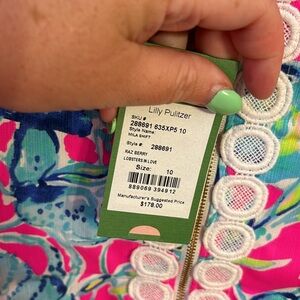 Lilly Pulitzer
SKU #
288691 635XP5 10
Style Name:
MILA SHIFT
Style # 288691
RAZ BERRY
LOBSTERS IN LOVE
Size: 10
889069 394912
Manufacturer's Suggested Price
$178.00